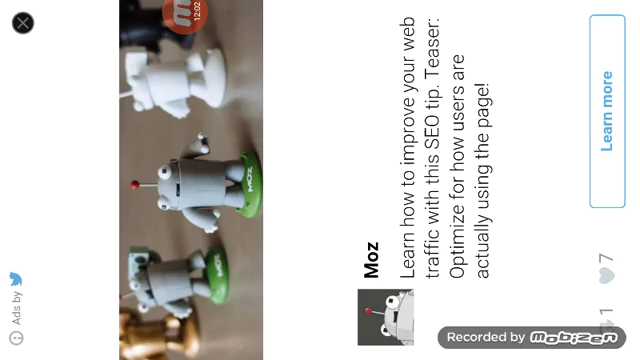 Moz
Learn how to improve your web
traffic with this SEO tip. Teaser:
Optimize for how users are
actually using the page!
Learn more
1
7
Ads by
12:02
MOZ
MOZ
Recorded by
MOBIZEN